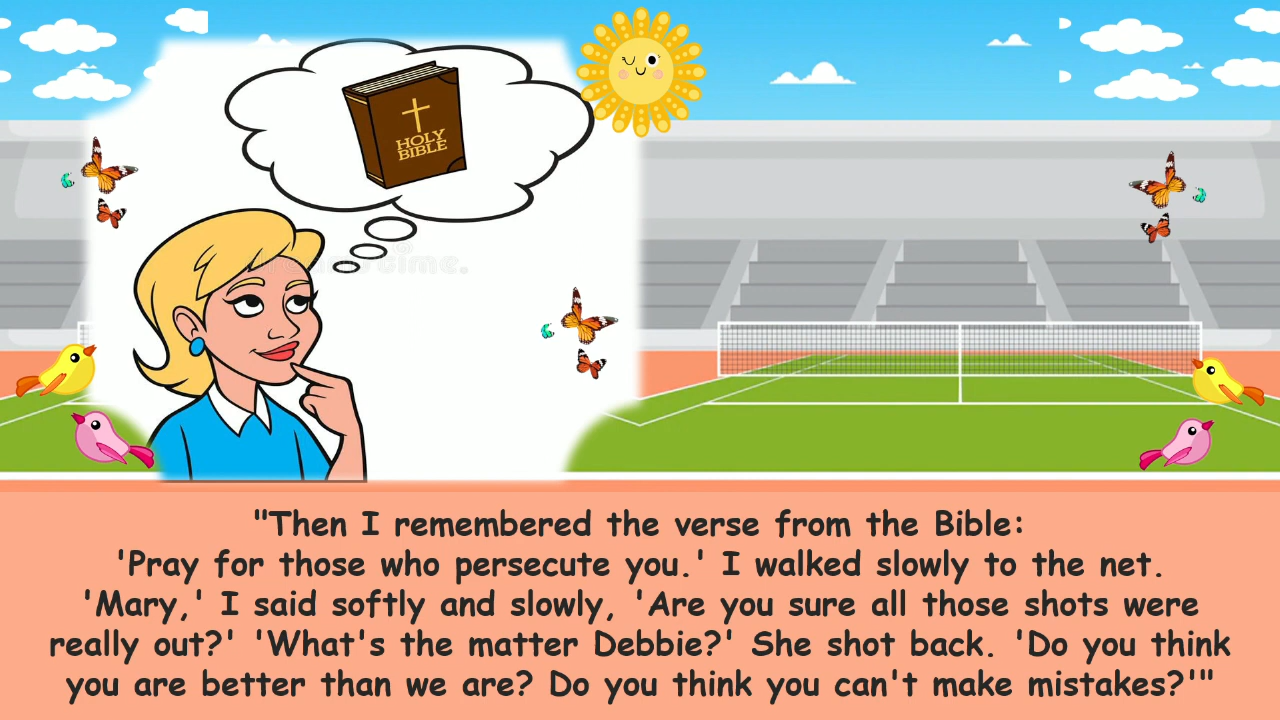 HOLY
BIBLE
"Then I remembered the verse from the Bible:
'Pray for those who persecute you.' I walked slowly to the net.
'Mary,' I said softly and slowly, 'Are you sure all those shots were
really out?' 'What's the matter Debbie?' She shot back. 'Do you think
you are better than we are? Do you think you can't make mistakes?'"